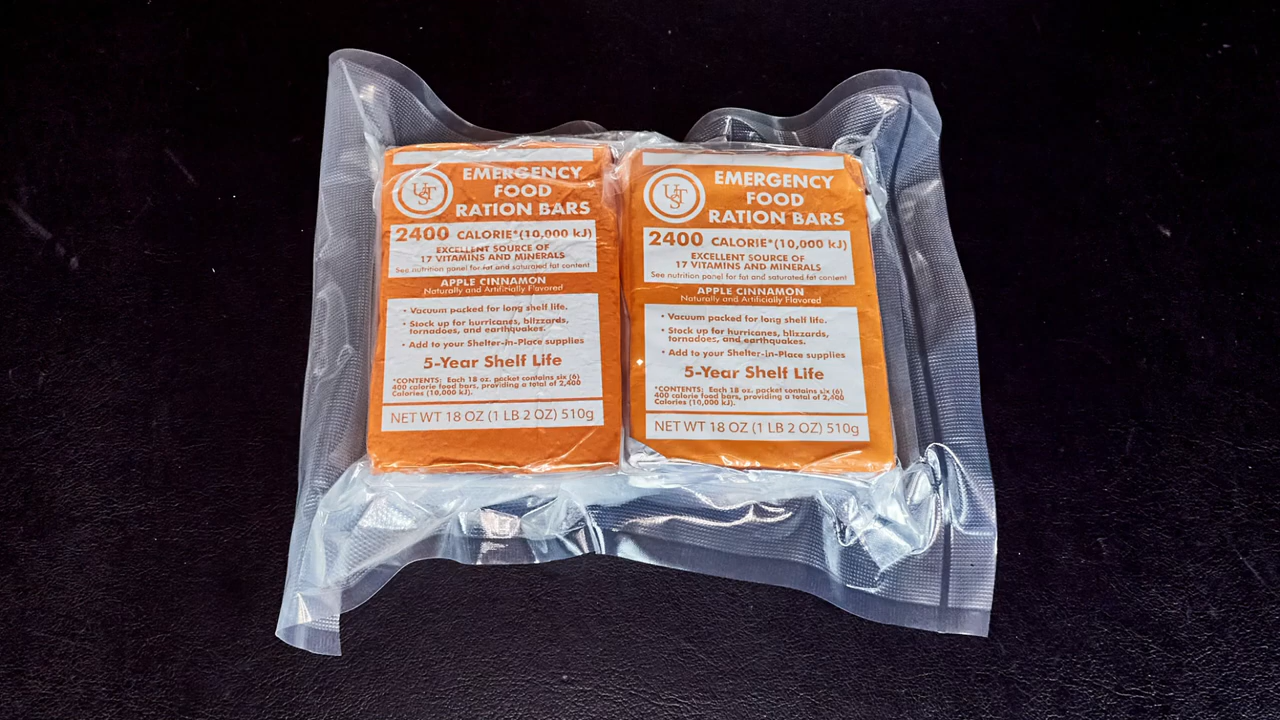 UST
EMERGENCY
FOOD
RATION BARS
2400 CALORIE*(10,000 kJ)
EXCELLENT SOURCE OF
17 VITAMINS AND MINERALS
See nutrition panel for fat and saturated fat content
APPLE CINNAMON
Naturally and Artificially Flavored
• Vacuum packed for long shelf life.
• Stock up for hurricanes, blizzards,
tornadoes, and earthquakes.
• Add to your Shelter-in-Place supplies
5-Year Shelf Life
*CONTENTS: Each 18 oz. packet contains six (6)
400 calorie food bars, providing a total of 2,400
Calories (10,000 kJ).
NET WT 18 OZ (1 LB 2 OZ) 510g
UST
EMERGENCY
FOOD
RATION BARS
2400 CALORIE*(10,000 kJ)
EXCELLENT SOURCE OF
17 VITAMINS AND MINERALS
See nutrition panel for fat and saturated fat content
APPLE CINNAMON
Naturally and Artificially Flavored
• Vacuum packed for long shelf life.
• Stock up for hurricanes, blizzards,
tornadoes, and earthquakes.
• Add to your Shelter-in-Place supplies
5-Year Shelf Life
*CONTENTS: Each 18 oz. packet contains six (6)
400 calorie food bars, providing a total of 2,400
Calories (10,000 kJ).
NET WT 18 OZ (1 LB 2 OZ) 510g